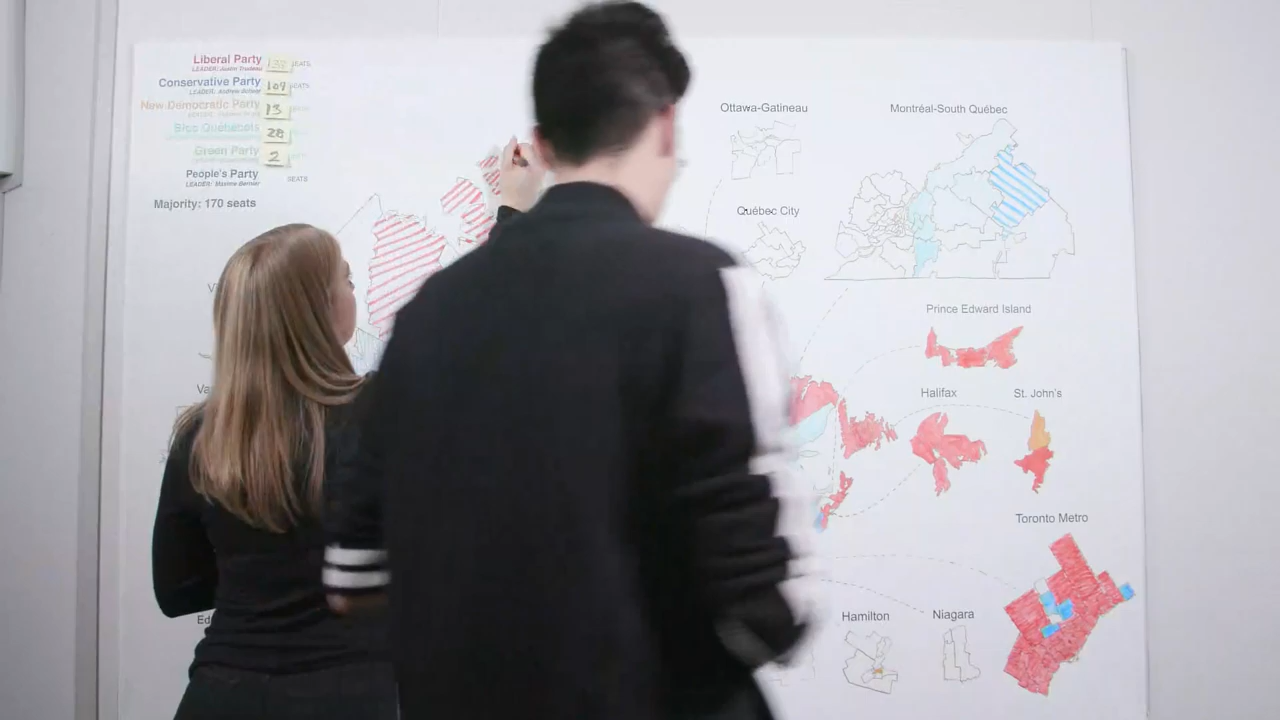 Liberal Party SEATS
LEADER: Justin Trudeau
Conservative Party 109 SEATS
LEADER: Andrew Scheer
New Democratic Party 13
Bloc Québécois 28
Green Party 2
People's Party SEATS
LEADER: Maxime Bernier
Majority: 170 seats
Ottawa-Gatineau
Montréal-South Québec
Québec City
Prince Edward Island
Halifax
St. John's
Toronto Metro
Hamilton
Niagara